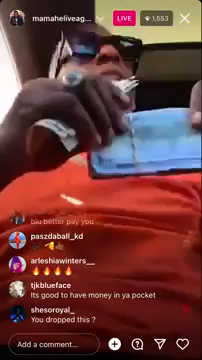 mamaheliveag...
LIVE
1,553
bid better pay you
paszdaball_kd
arleshiawinters__
tjkblueface
Its good to have money in ya pocket
shesoroyal_
You dropped this ?
Add a comment...